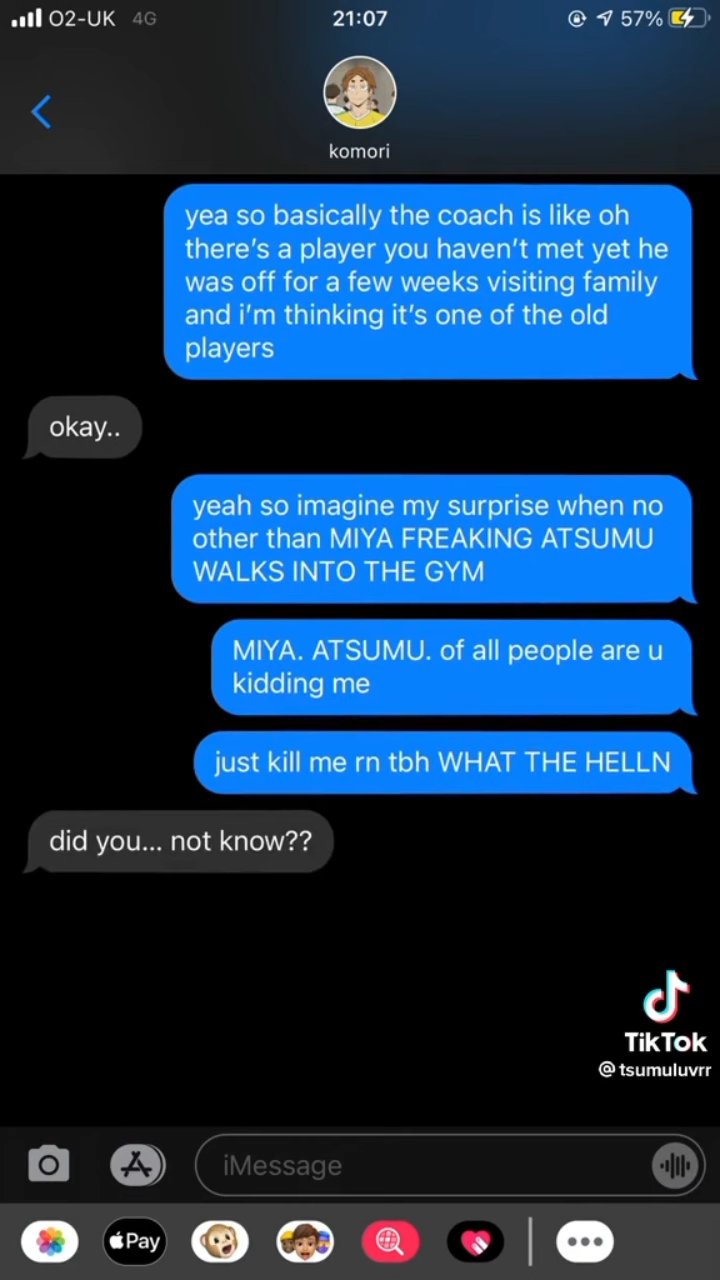 O2-UK 4G 21:07 57%
komori
yea so basically the coach is like oh
there's a player you haven't met yet he
was off for a few weeks visiting family
and i'm thinking it's one of the old
players
okay..
yeah so imagine my surprise when no
other than MIYA FREAKING ATSUMU
WALKS INTO THE GYM
MIYA. ATSUMU. of all people are u
kidding me
just kill me rn tbh WHAT THE HELLN
did you... not know??
TikTok
@tsumuluvrr
iMessage
Pay